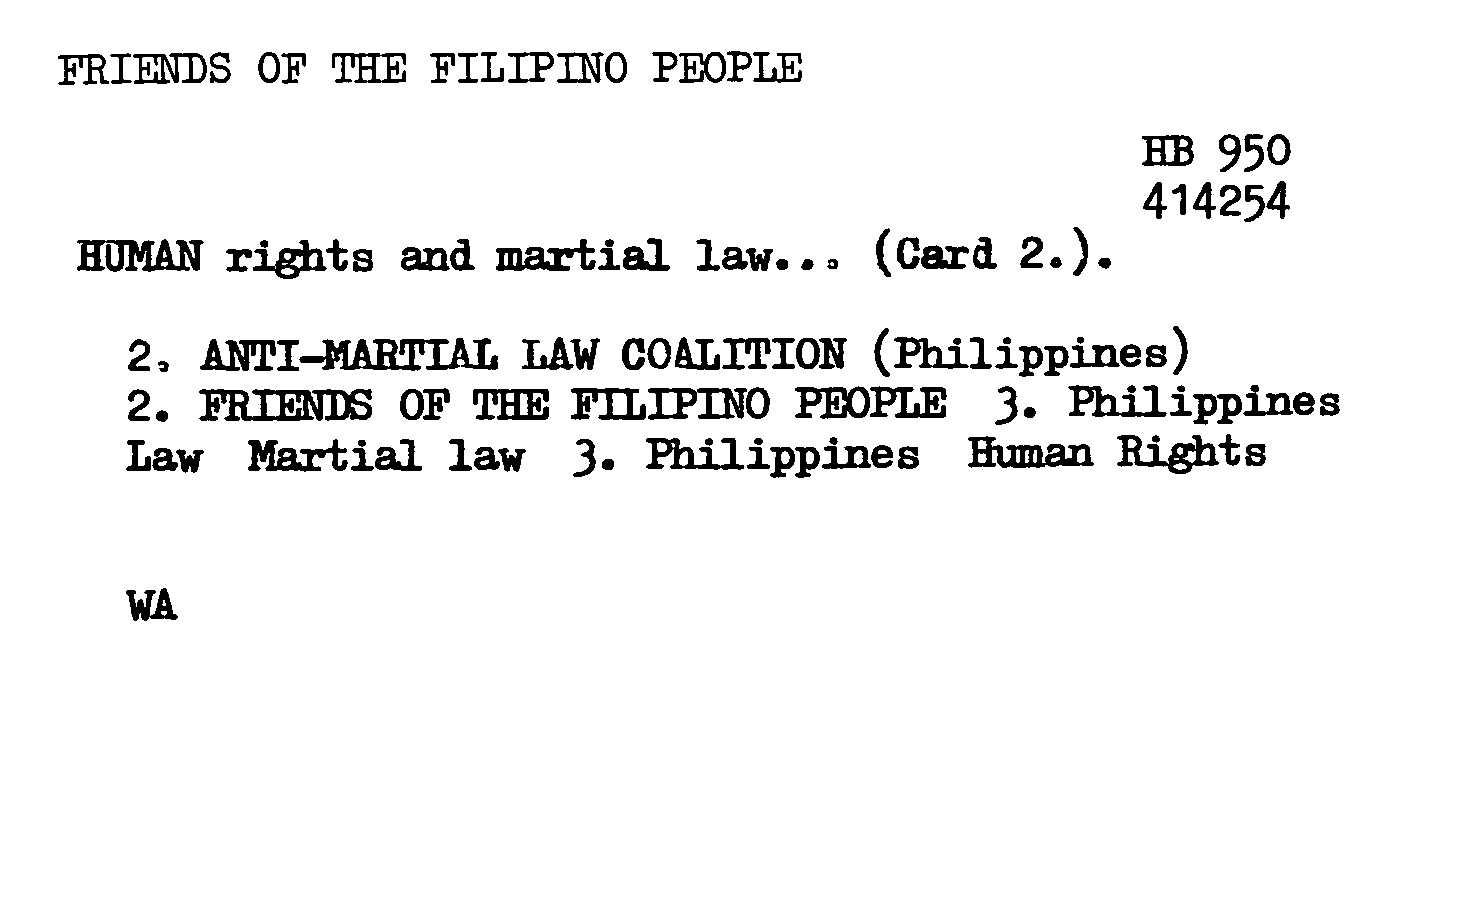 FRIENDS OF THE FILIPINO PEOPLE
HB 950
414254
HUMAN rights and martial law... (Card 2.).
2. ANTI-MARTIAL LAW COALITION (Philippines)
2. FRIENDS OF THE FILIPINO PEOPLE 3. Philippines
Law Martial law 3. Philippines Human Rights
WA